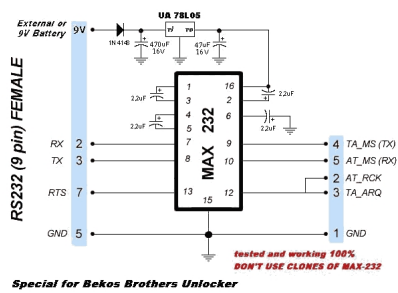 UA 78L05
External or
9V Battery
9V
Vi Vo
1N4148
470uF
16V
47uF
16V
RS232 (9 pin) FEMALE
MAX 232
1
3
4
5
7
8
13
15
16
2
6
9
10
12
2,2uF
2,2uF
2,2uF
2,2uF
RX 2
TX 3
RTS 7
GND 5
4 TA_MS (TX)
5 AT_MS (RX)
2 AT_RCK
3 TA_ARQ
1 GND
tested and working 100%
DON'T USE CLONES OF MAX-232
Special for Bekos Brothers Unlocker